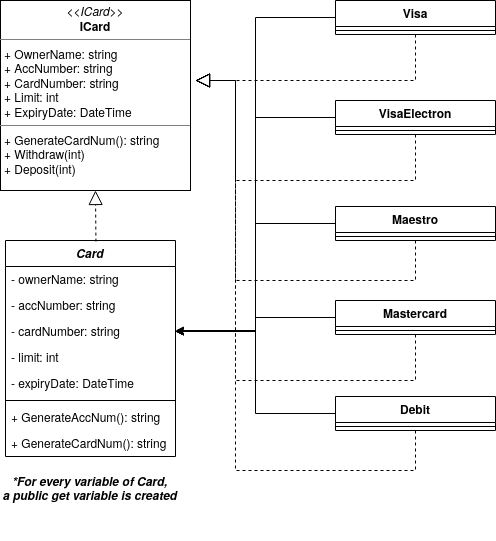 <<ICard>>
ICard
+ OwnerName: string
+ AccNumber: string
+ CardNumber: string
+ Limit: int
+ ExpiryDate: DateTime
+ GenerateCardNum(): string
+ Withdraw(int)
+ Deposit(int)
Card
- ownerName: string
- accNumber: string
- cardNumber: string
- limit: int
- expiryDate: DateTime
+ GenerateAccNum(): string
+ GenerateCardNum(): string
*For every variable of Card,
a public get variable is created
Visa
VisaElectron
Maestro
Mastercard
Debit